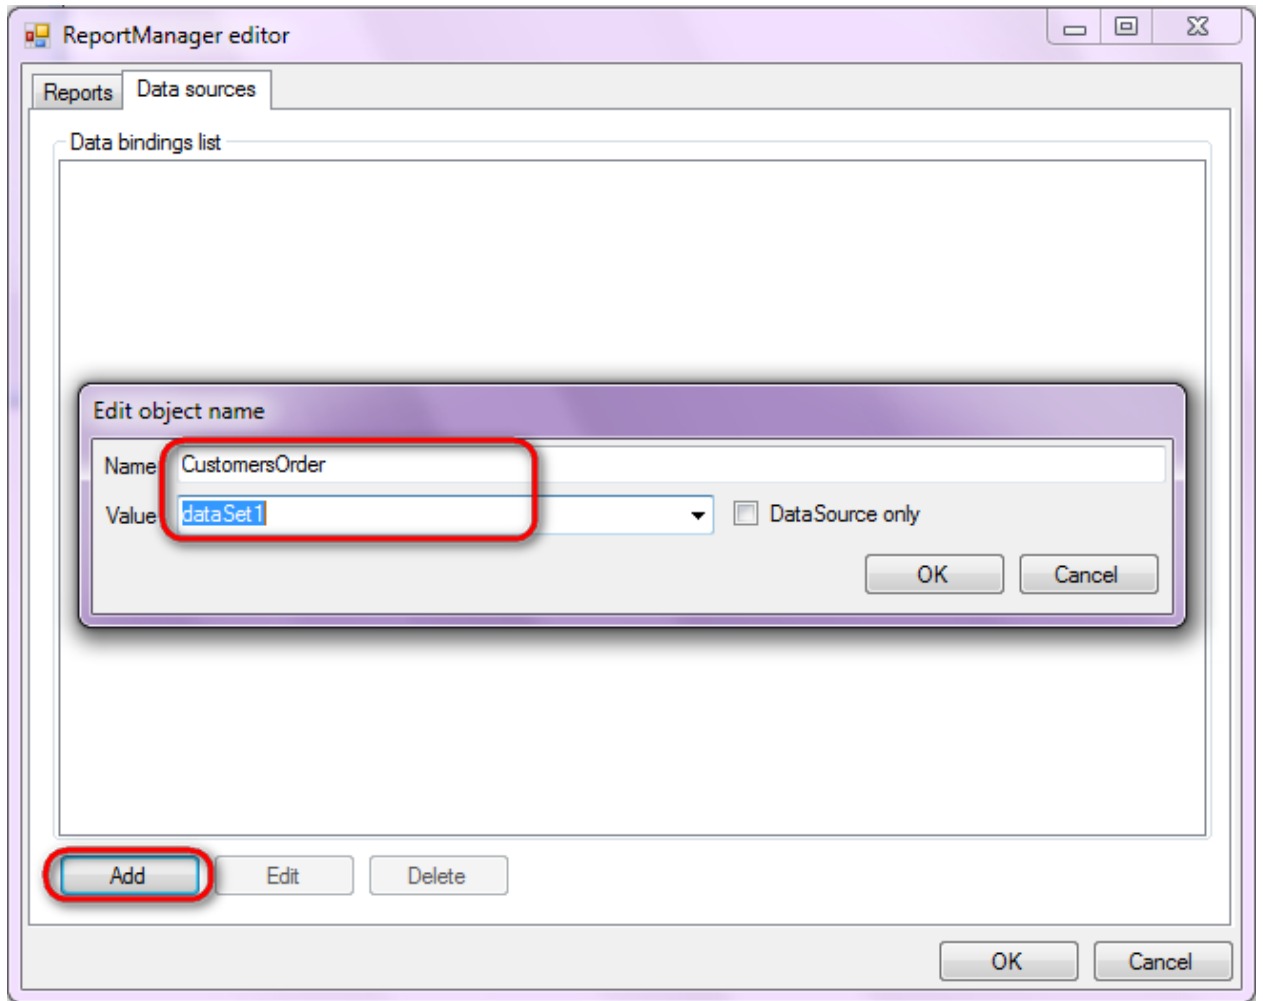 ReportManager editor
Reports Data sources
Data bindings list
Edit object name
Name CustomersOrder
Value dataSet1 DataSource only
OK Cancel
Add Edit Delete
OK Cancel